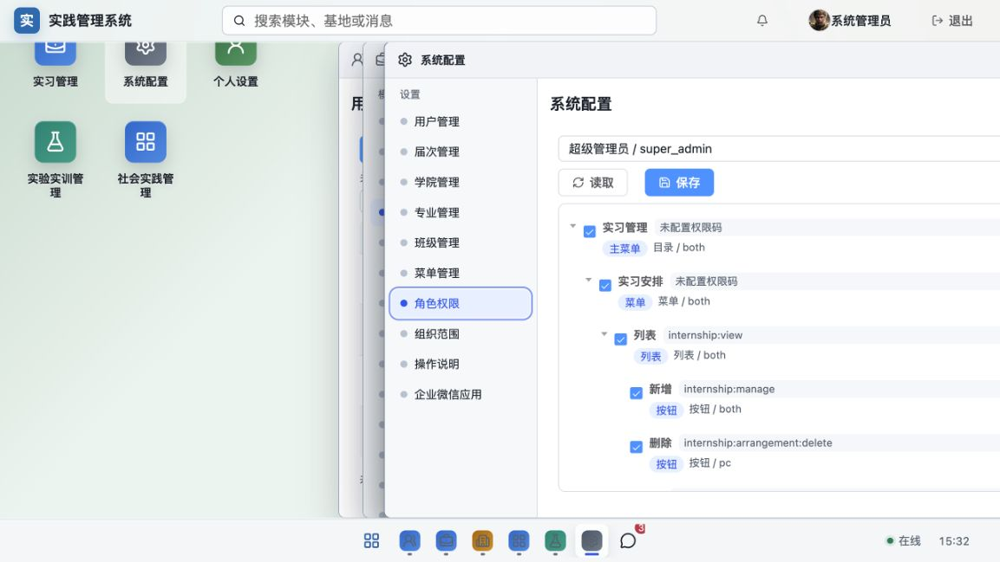 实 实践管理系统
搜索模块、基地或消息
系统管理员
退出
实习管理
系统配置
个人设置
实验实训管
理
社会实践管
理
用
系统配置
设置
用户管理
届次管理
学院管理
专业管理
班级管理
菜单管理
角色权限
组织范围
操作说明
企业微信应用
系统配置
超级管理员 / super_admin
读取
保存
实习管理 未配置权限码
主菜单 目录 / both
实习安排 未配置权限码
菜单 菜单 / both
列表 internship:view
列表 列表 / both
新增 internship:manage
按钮 按钮 / both
删除 internship:arrangement:delete
按钮 按钮 / pc
3
在线
15:32